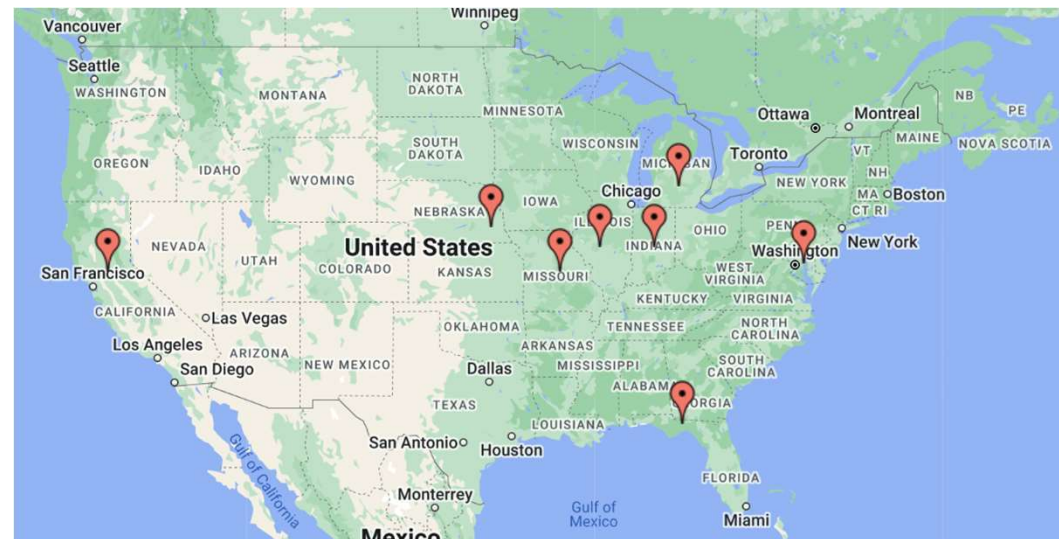 Winnipeg
Vancouver
Seattle
WASHINGTON
MONTANA
NORTH
DAKOTA
MINNESOTA
Ottawa
Montreal
NB
PE
MAINE
NOVA SCOTIA
OREGON
IDAHO
WYOMING
SOUTH
DAKOTA
WISCONSIN
MICHIGAN
Toronto
VT
NH
NEW YORK
MA
Boston
CT RI
NEBRASKA
IOWA
Chicago
ILLINOIS
INDIANA
OHIO
PENN
New York
Washington
United States
NEVADA
UTAH
COLORADO
KANSAS
MISSOURI
WEST
VIRGINIA
KENTUCKY
VIRGINIA
San Francisco
CALIFORNIA
Las Vegas
OKLAHOMA
TENNESSEE
NORTH
CAROLINA
Los Angeles
ARIZONA
NEW MEXICO
ARKANSAS
MISSISSIPPI
SOUTH
CAROLINA
San Diego
Dallas
ALABAMA
GEORGIA
TEXAS
LOUISIANA
San Antonio
Houston
Gulf of California
FLORIDA
Monterrey
Gulf of
Mexico
Miami
Mexico